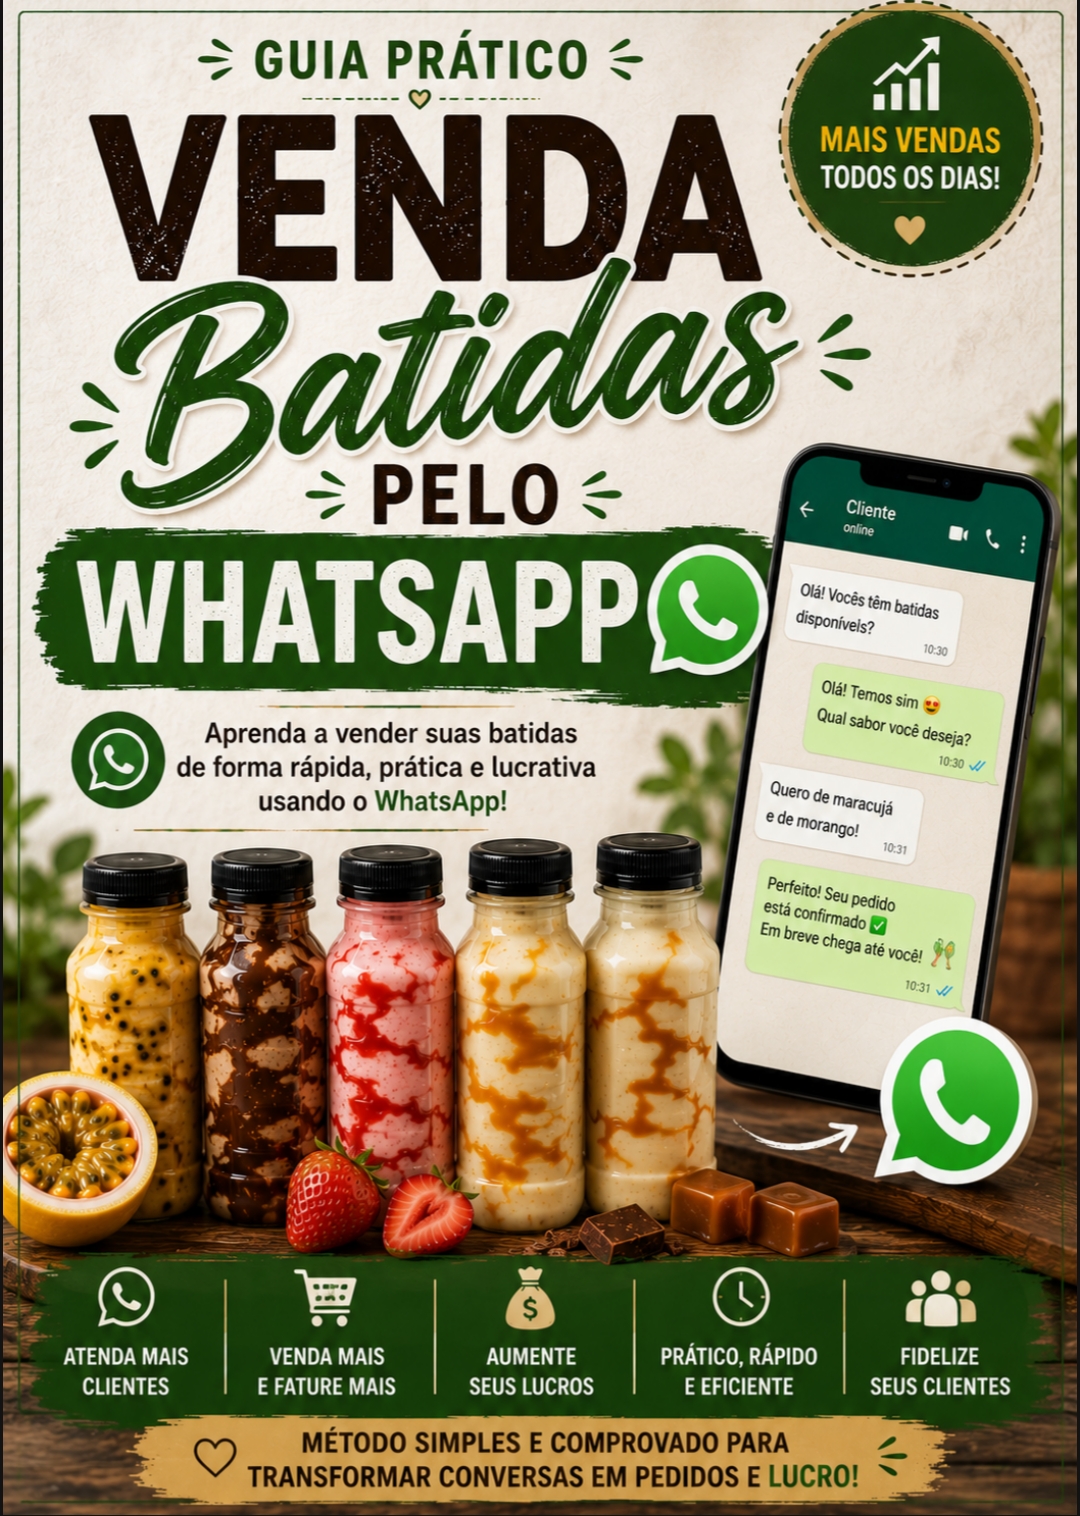 GUIA PRÁTICO
VENDA
Batidas
PELO
WHATSAPP
MAIS VENDAS
TODOS OS DIAS!
Aprenda a vender suas batidas
de forma rápida, prática e lucrativa
usando o WhatsApp!
Cliente
online
Olá! Vocês têm batidas
disponíveis?
10:30
Olá! Temos sim 😍
Qual sabor você deseja?
10:30
Quero de maracujá
e de morango!
10:31
Perfeito! Seu pedido
está confirmado ✅
Em breve chega até você!
10:31
ATENDA MAIS
CLIENTES
VENDA MAIS
E FATURE MAIS
$
AUMENTE
SEUS LUCROS
PRÁTICO, RÁPIDO
E EFICIENTE
FIDELIZE
SEUS CLIENTES
MÉTODO SIMPLES E COMPROVADO PARA
TRANSFORMAR CONVERSAS EM PEDIDOS E LUCRO!